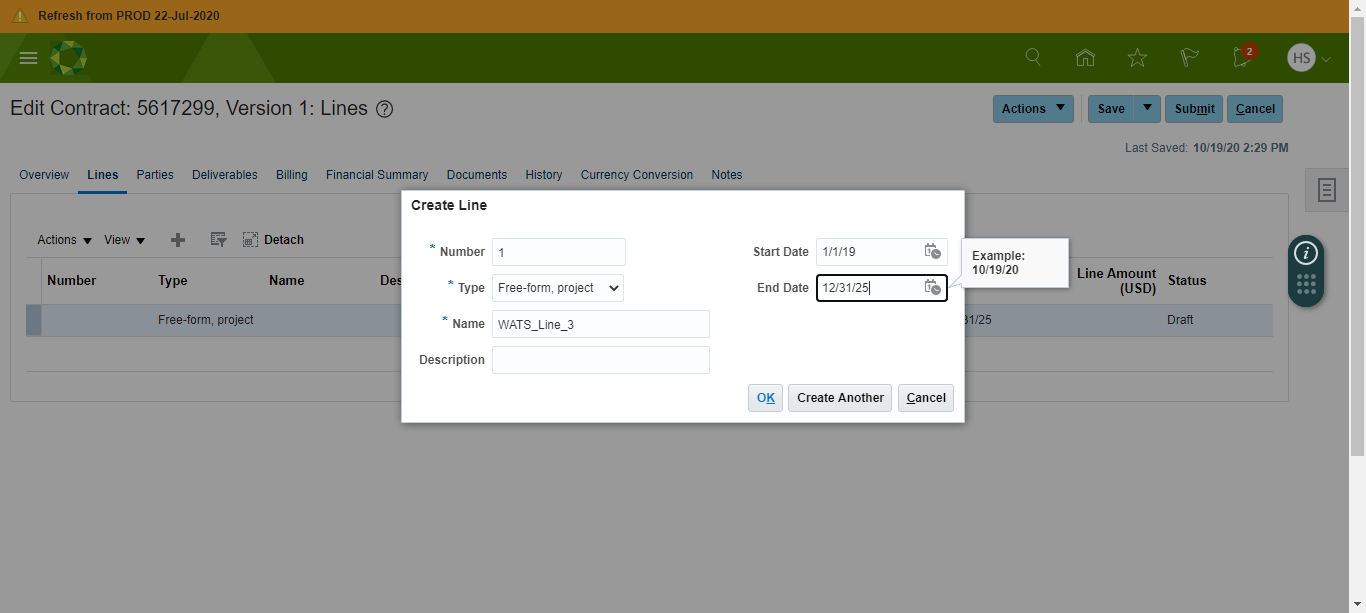 Refresh from PROD 22-Jul-2020
2
HS
Edit Contract: 5617299, Version 1: Lines ?
Actions Save Submit Cancel
Last Saved: 10/19/20 2:29 PM
Overview Lines Parties Deliverables Billing Financial Summary Documents History Currency Conversion Notes
Actions View Detach
Number Type Name Des Line Amount (USD) Status
Free-form, project 31/25 Draft
Create Line
* Number 1
* Type Free-form, project
* Name WATS_Line_3
Description
Start Date 1/1/19
End Date 12/31/25
Example:
10/19/20
OK Create Another Cancel
i